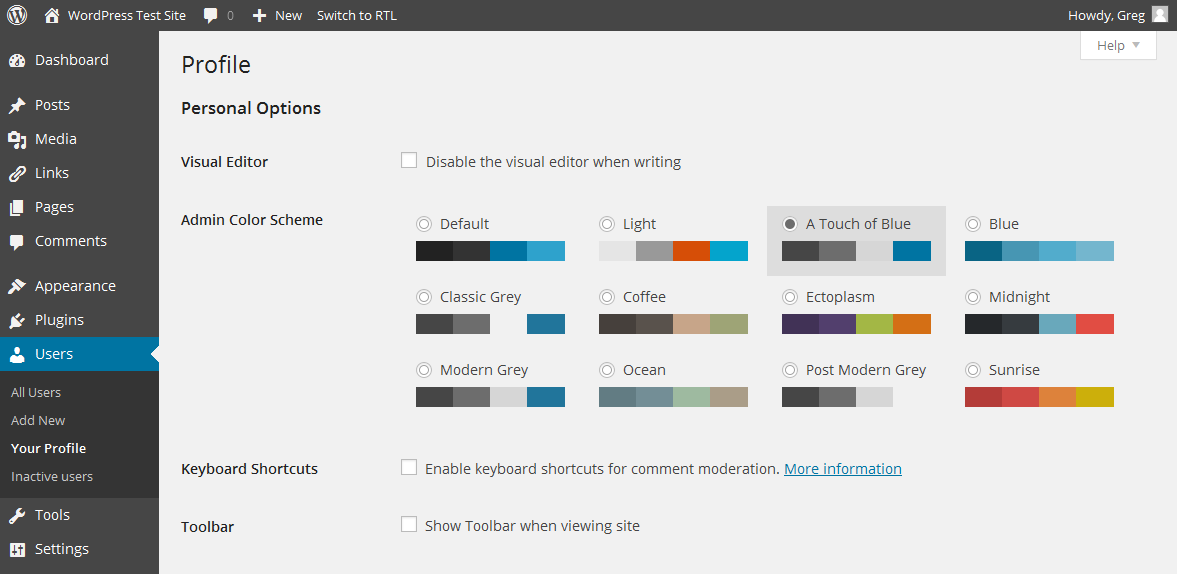 WordPress Test Site 0 New Switch to RTL Howdy, Greg
Help
Dashboard
Posts
Media
Links
Pages
Comments
Appearance
Plugins
Users
All Users
Add New
Your Profile
Inactive users
Tools
Settings
Profile
Personal Options
Visual Editor Disable the visual editor when writing
Admin Color Scheme
Default Light A Touch of Blue Blue
Classic Grey Coffee Ectoplasm Midnight
Modern Grey Ocean Post Modern Grey Sunrise
Keyboard Shortcuts Enable keyboard shortcuts for comment moderation. More information
Toolbar Show Toolbar when viewing site